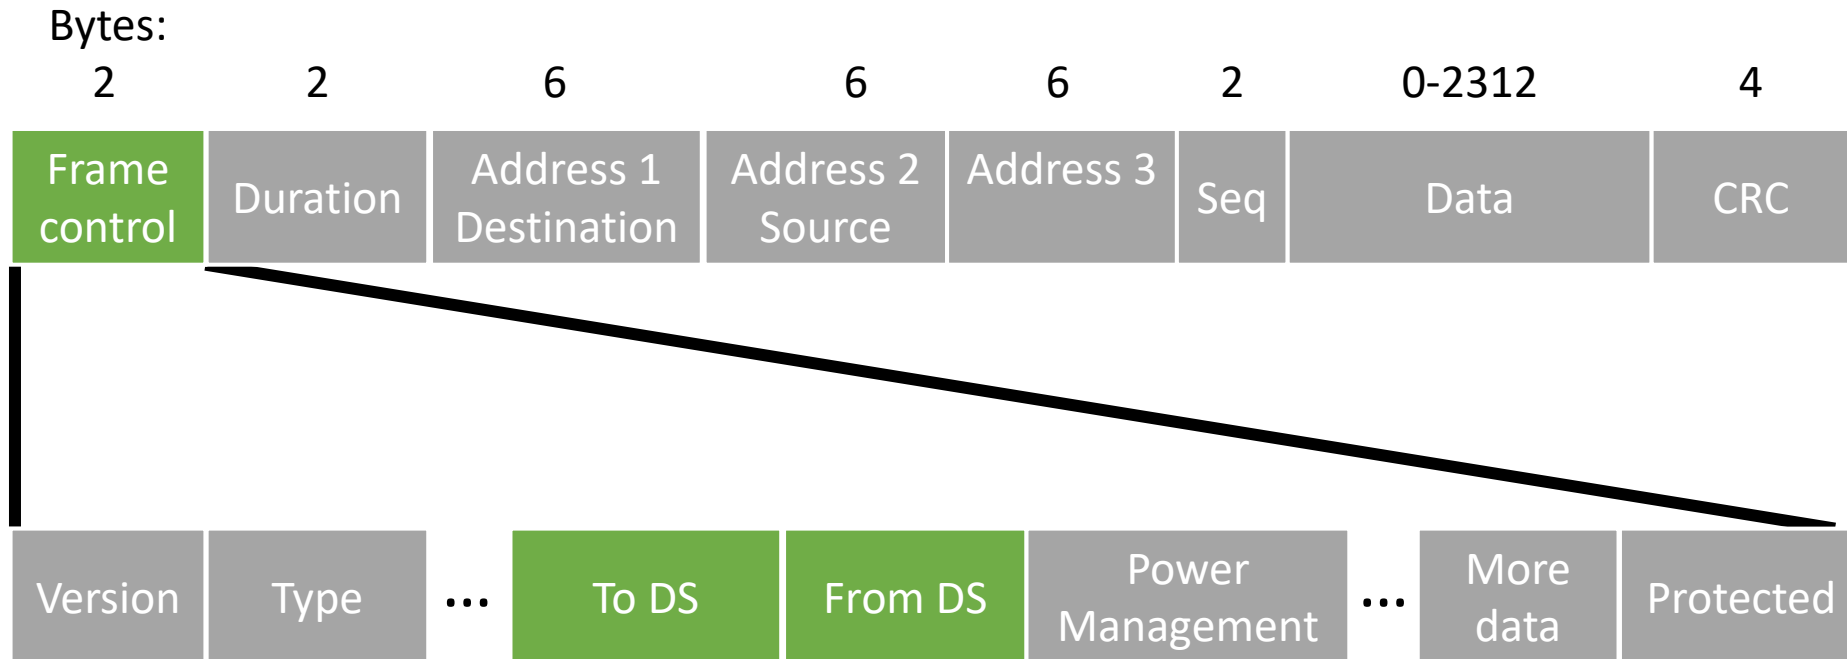 Bytes:
2 2 6 6 6 2 0-2312 4
Frame control Duration Address 1 Destination Address 2 Source Address 3 Seq Data CRC
Version Type ... To DS From DS Power Management ... More data Protected